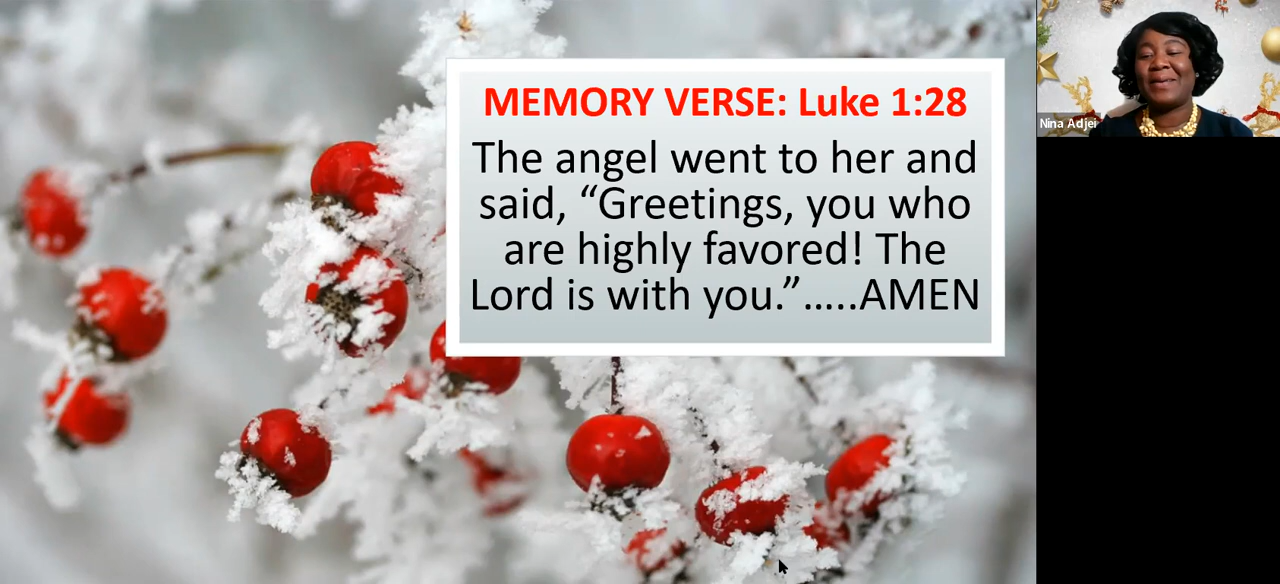 MEMORY VERSE: Luke 1:28
The angel went to her and
said, “Greetings, you who
are highly favored! The
Lord is with you.”.....AMEN
Nina Adjei